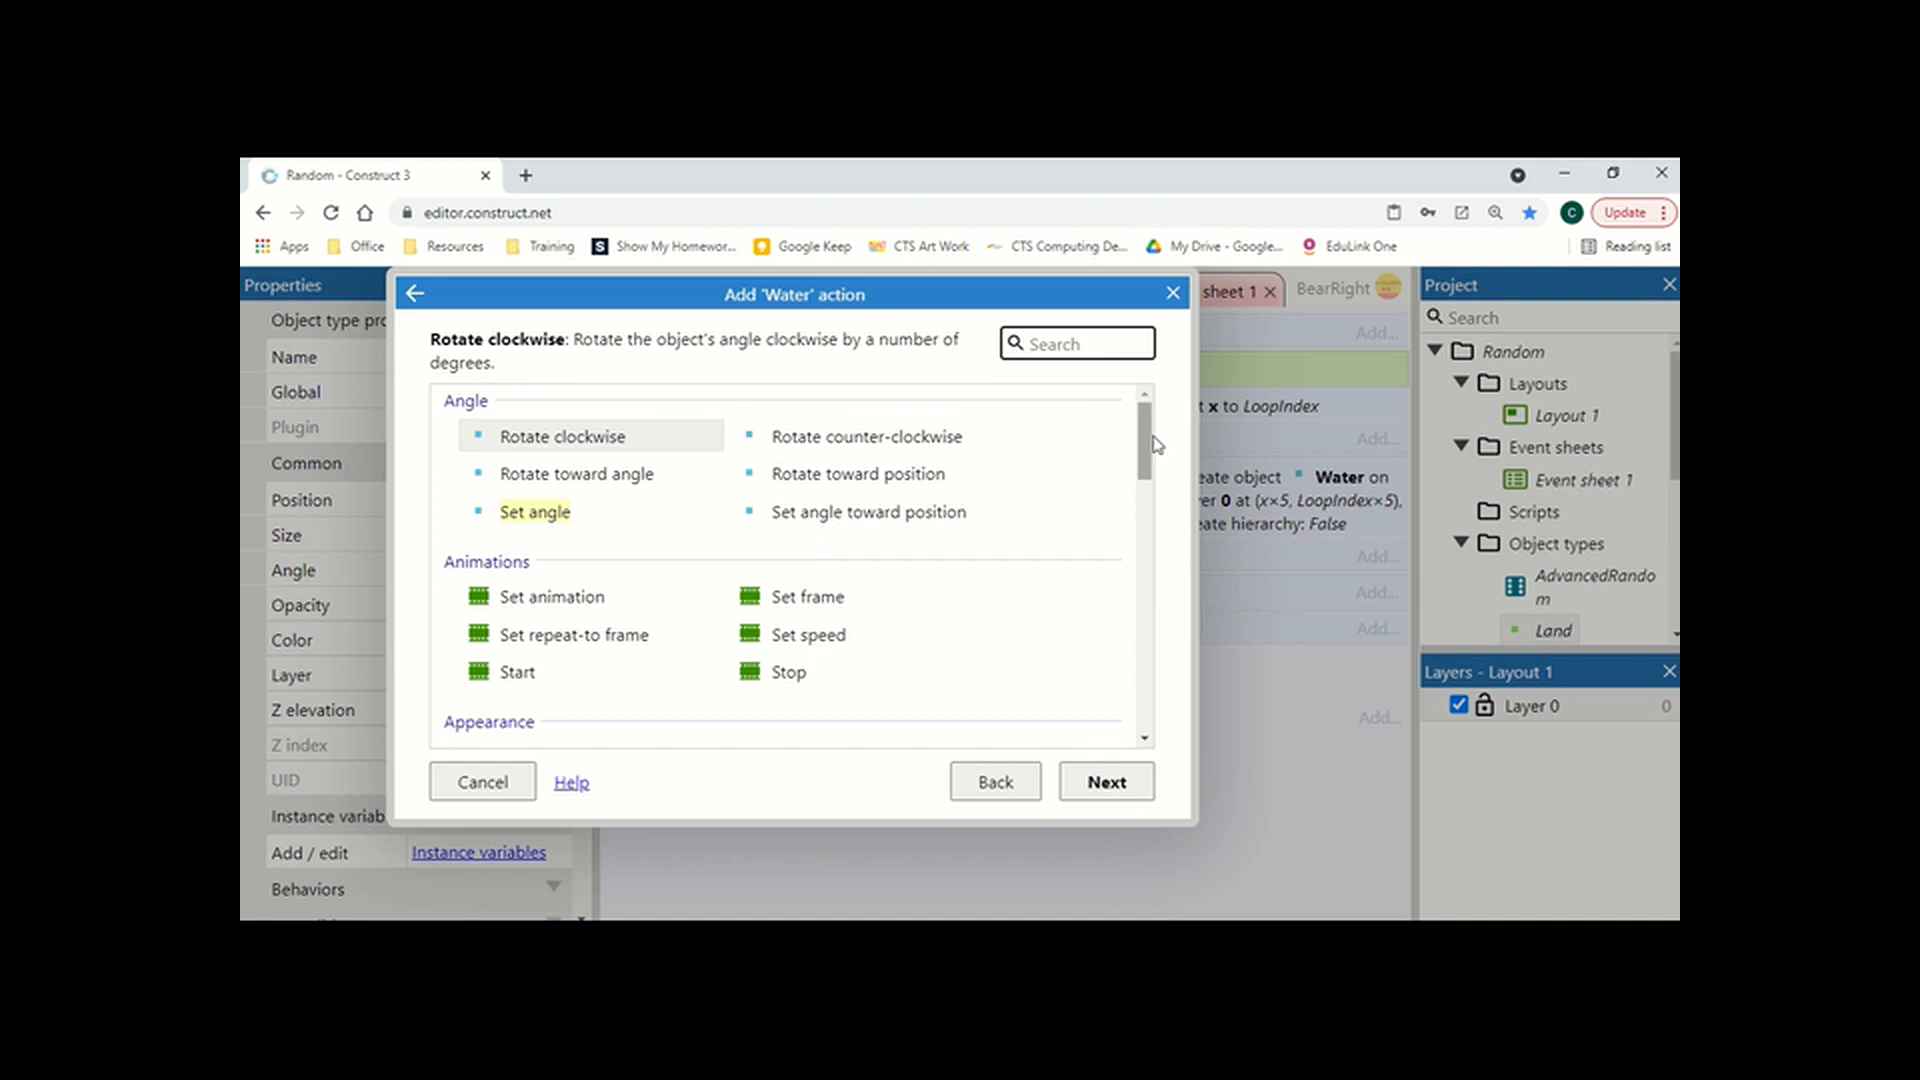 Random - Construct 3
editor.construct.net
C
Update
Apps Office Resources Training Show My Homewor... Google Keep CTS Art Work CTS Computing De... My Drive - Google... EduLink One Reading list
Properties
Object type pro
Name
Global
Plugin
Common
Position
Size
Angle
Opacity
Color
Layer
Z elevation
Z index
UID
Instance variab
Add / edit Instance variables
Behaviors
Add 'Water' action
Rotate clockwise: Rotate the object's angle clockwise by a number of
degrees.
Search
Angle
Rotate clockwise Rotate counter-clockwise
Rotate toward angle Rotate toward position
Set angle Set angle toward position
Animations
Set animation Set frame
Set repeat-to frame Set speed
Start Stop
Appearance
Cancel Help Back Next
sheet 1 BearRight
Add...
t x to LoopIndex
Add...
eate object Water on
er 0 at (x×5, LoopIndex×5),
eate hierarchy: False
Add...
Add...
Add...
Add...
Project
Search
Random
Layouts
Layout 1
Event sheets
Event sheet 1
Scripts
Object types
AdvancedRando
m
Land
Layers - Layout 1
Layer 0 0